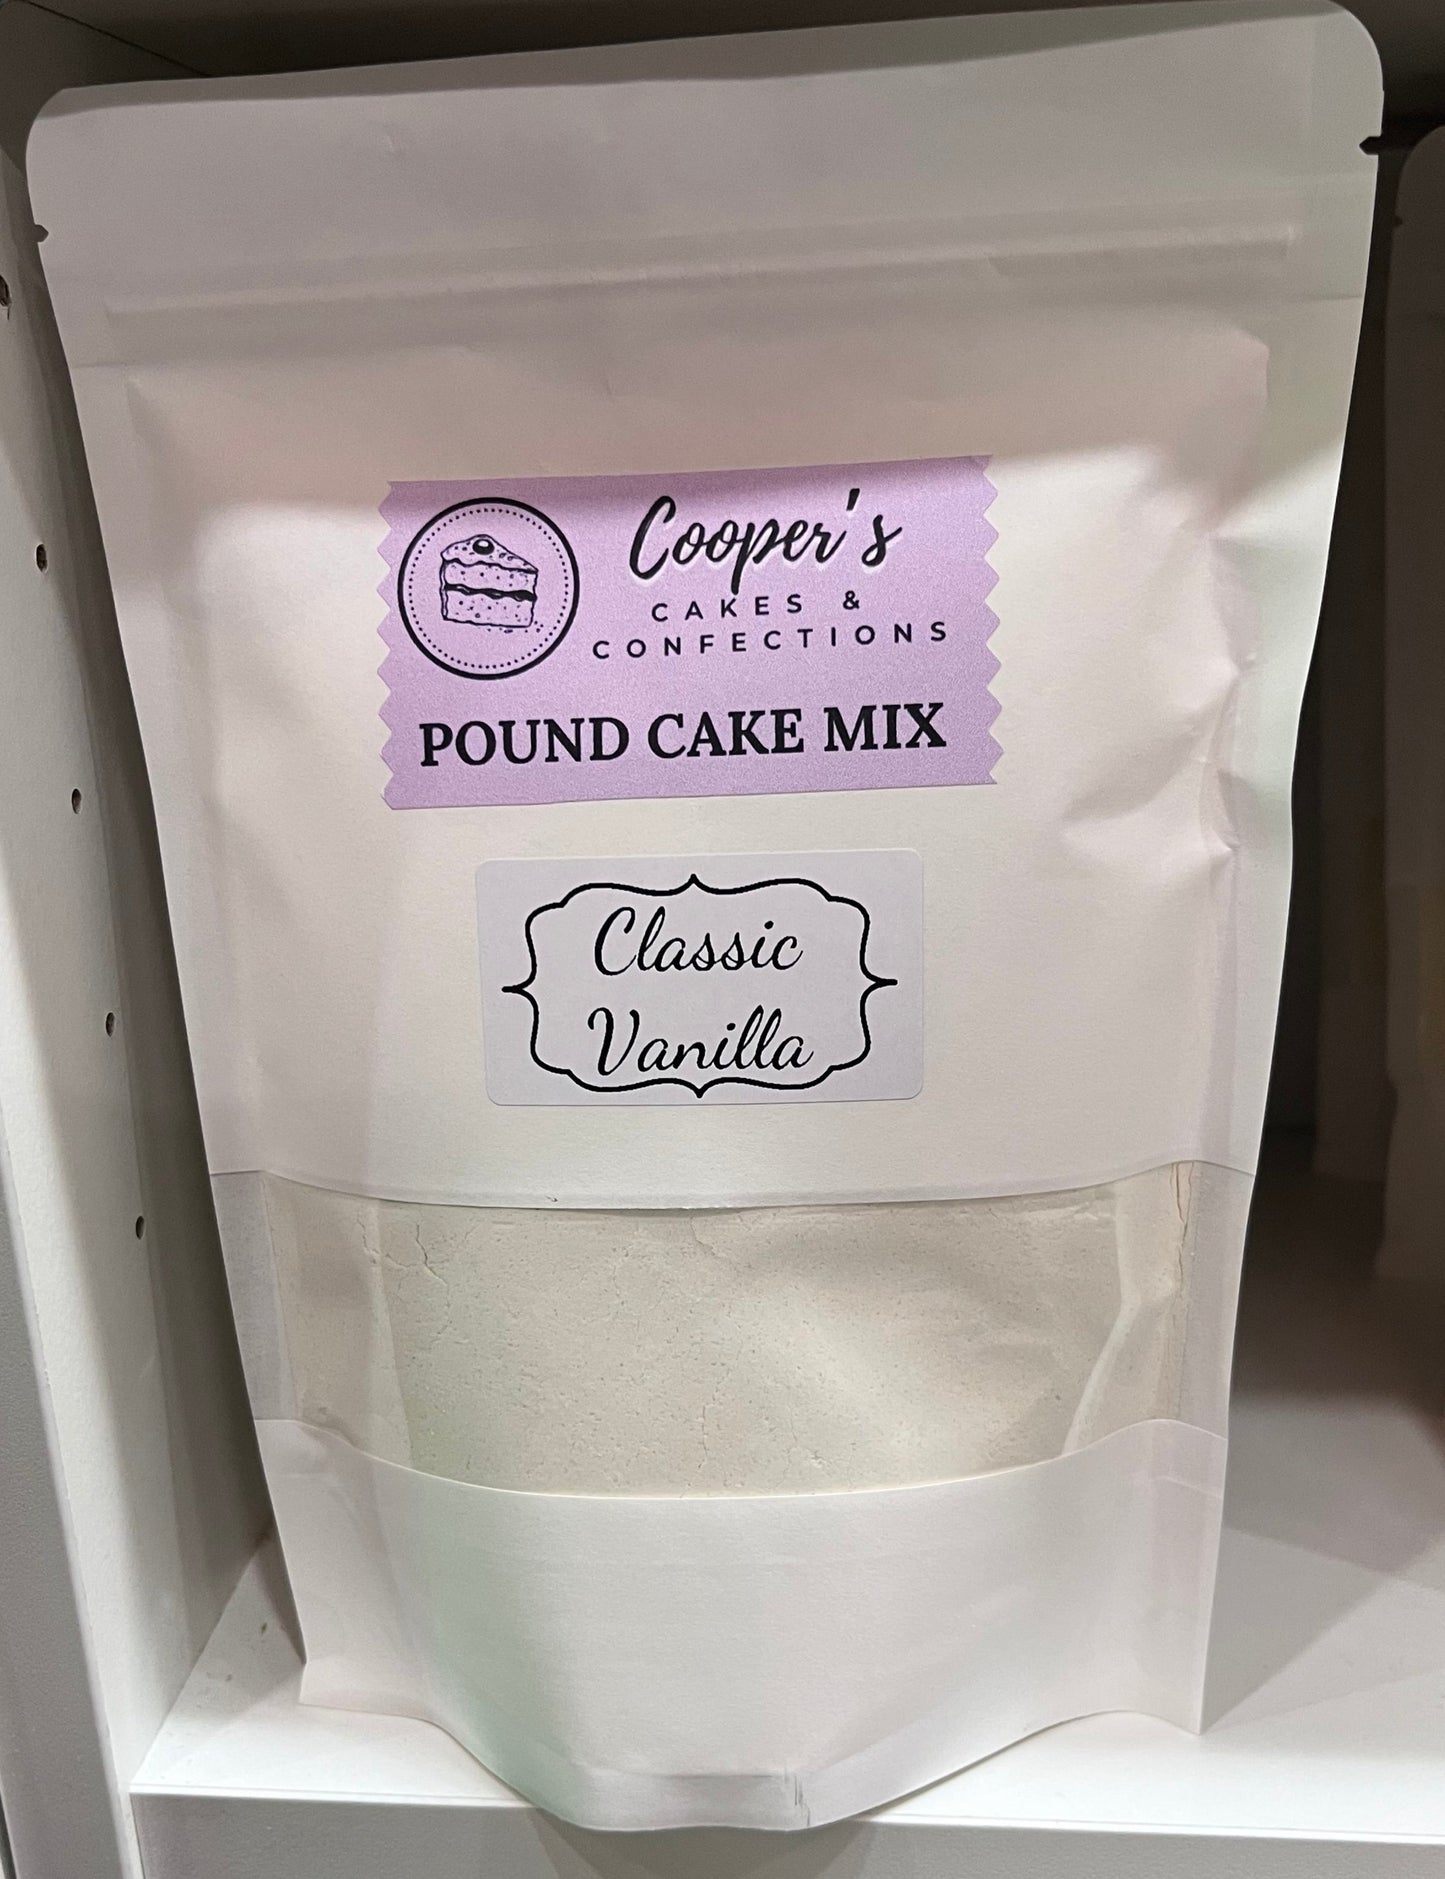 Cooper's
CAKES &
CONFECTIONS
POUND CAKE MIX
Classic
Vanilla